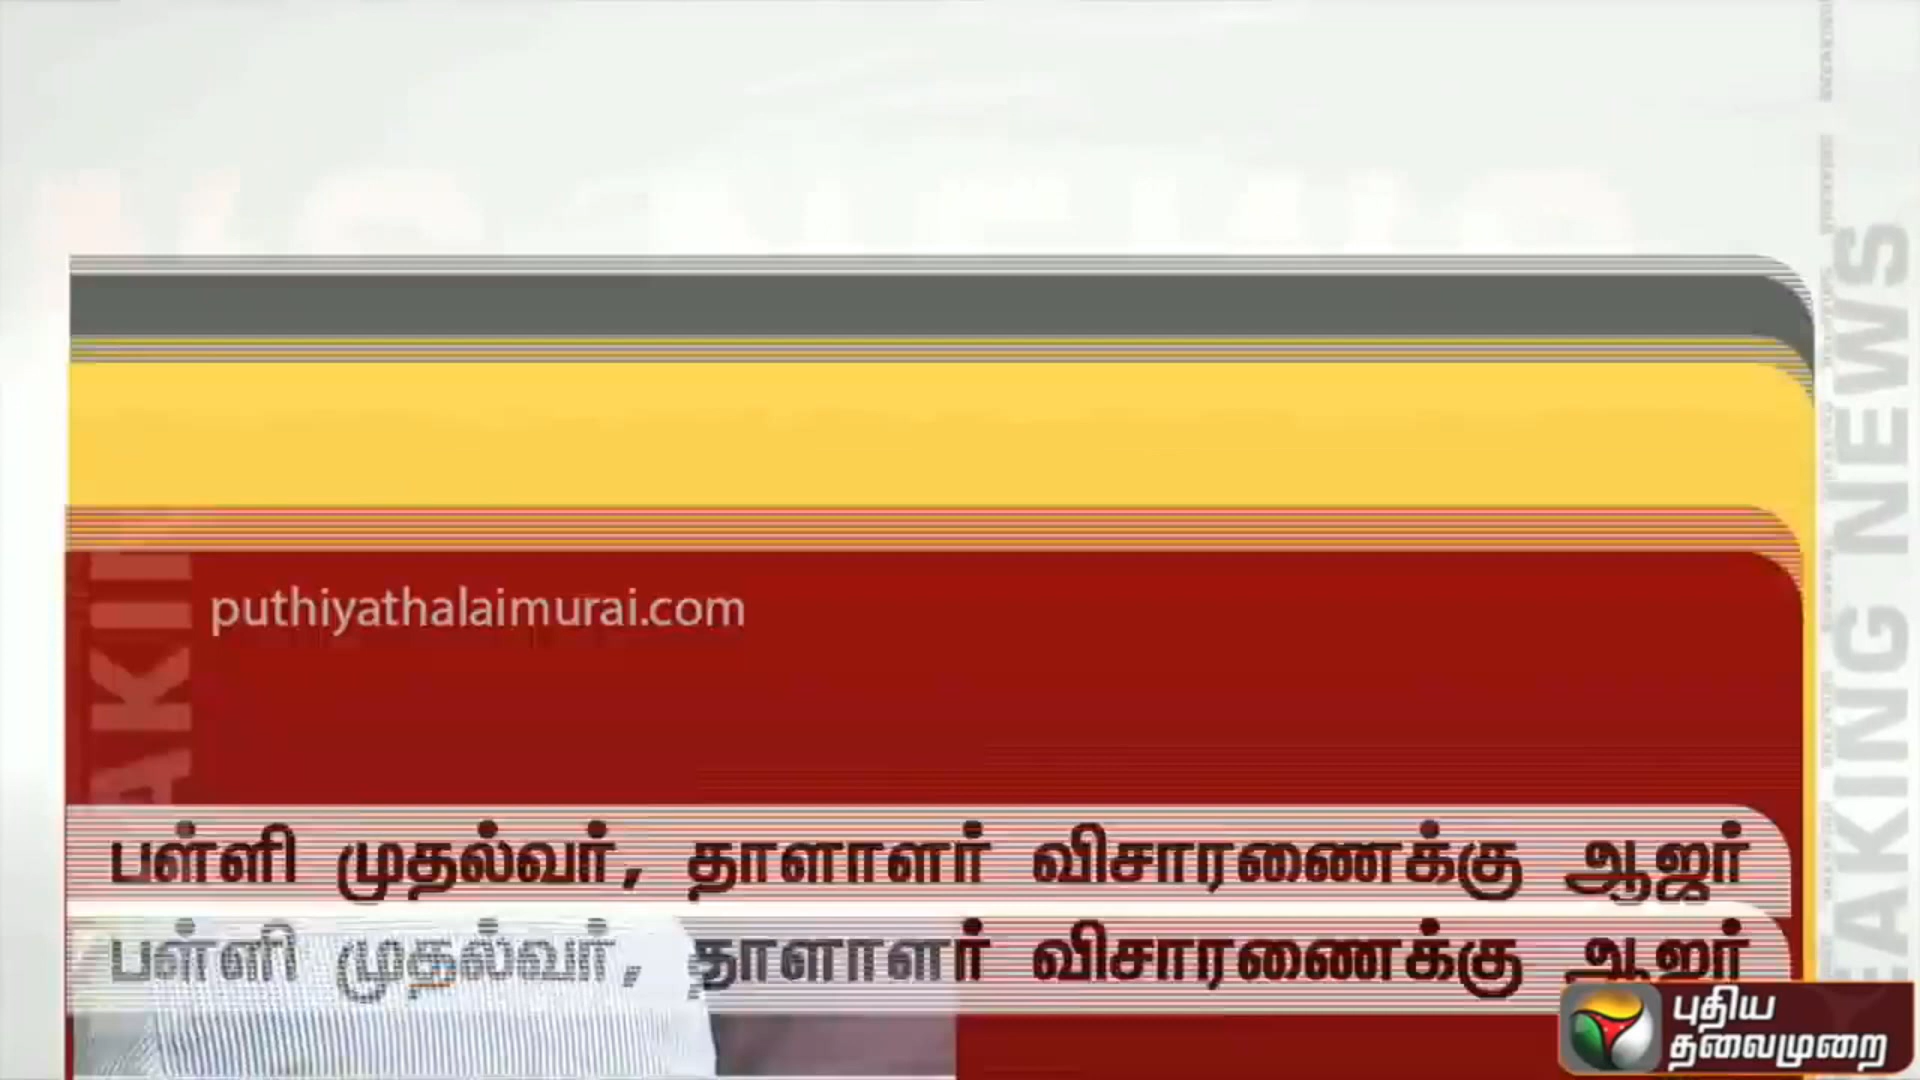 BREAKING NEWS
puthiyathalaimurai.com
பள்ளி முதல்வர், தாளாளர் விசாரணைக்கு ஆஜர்
பள்ளி முதல்வர், தாளாளர் விசாரணைக்கு ஆஜர்
புதிய
தலைமுறை